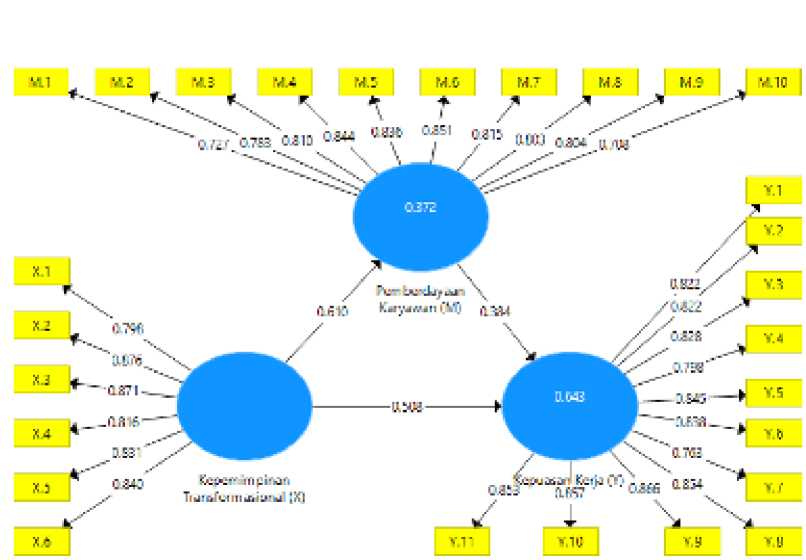 M.1 M.2 M.3 M.4 M.5 M.6 M.7 M.8 M.9 M.10
0.727 0.783 0.810 0.844 0.836 0.851 0.815 0.803 0.804 0.708
0.372
Pemberdayaan
Karyawan (M)
Y.1
Y.2
Y.3
Y.4
Y.5
Y.6
Y.7
Y.8
0.822
0.822
0.828
0.798
0.845
0.838
0.763
0.854
X.1
X.2
X.3
X.4
X.5
X.6
0.876
0.871
0.816
0.831
0.840
0.610
0.384
0.508
0.643
Kepemimpinan
Transformasional (X)
Kepuasan Kerja (Y)
0.853 0.857 0.866
Y.11 Y.10 Y.9